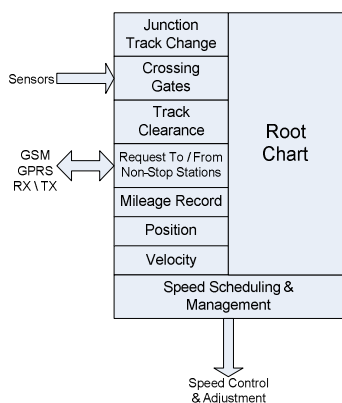 Junction
Track Change
Sensors
Crossing
Gates
Track
Clearance
Root
Chart
GSM
GPRS
RX \ TX
Request To / From
Non-Stop Stations
Mileage Record
Position
Velocity
Speed Scheduling &
Management
Speed Control
& Adjustment